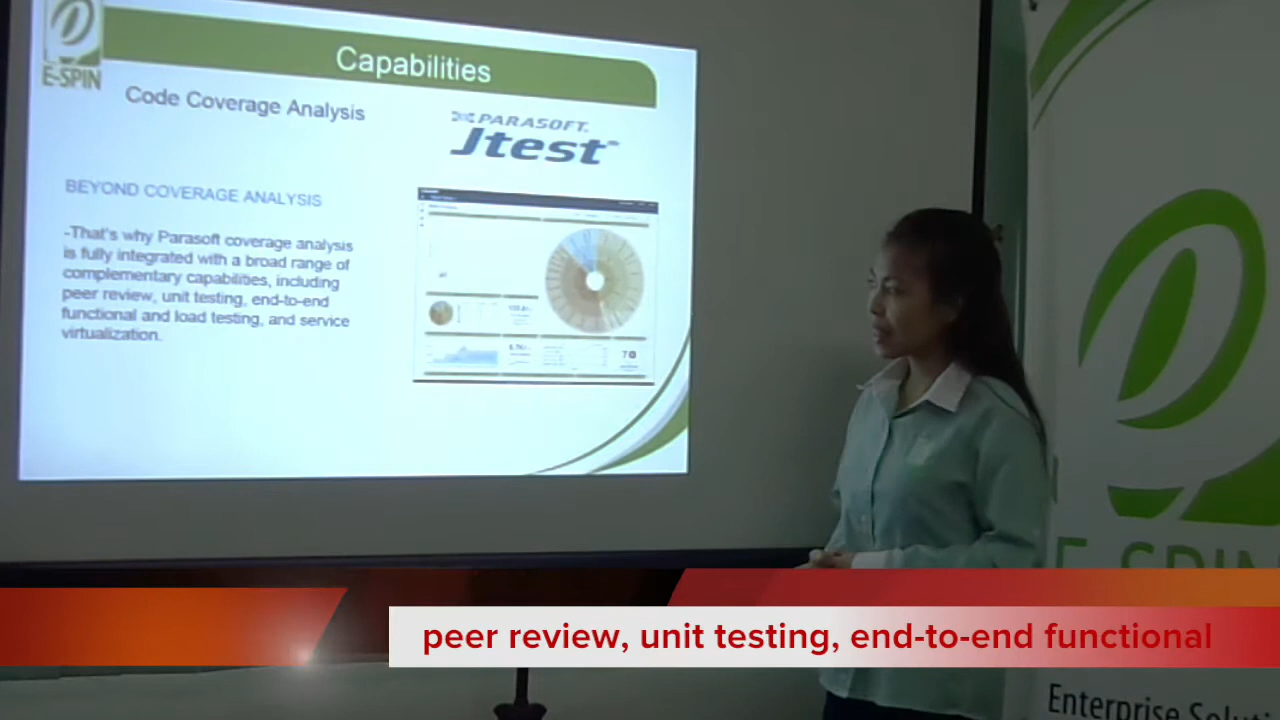 E-SPIN
Capabilities
Code Coverage Analysis
PARASOFT.
Jtest
BEYOND COVERAGE ANALYSIS
-That's why Parasoft coverage analysis
is fully integrated with a broad range of
complementary capabilities, including
peer review, unit testing, end-to-end
functional and load testing, and service
virtualization.
E-SPIN
peer review, unit testing, end-to-end functional
Enterprise